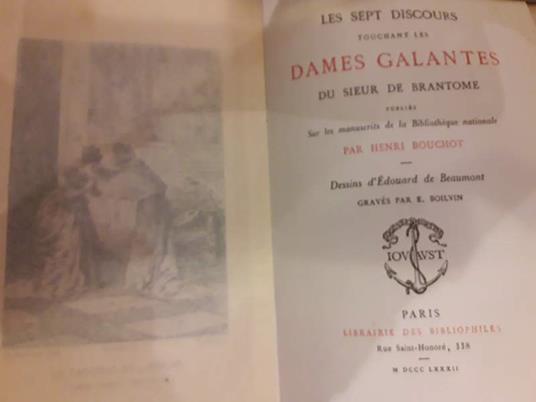 LES SEPT DISCOURS
TOUCHANT LES
DAMES GALANTES
DU SIEUR DE BRANTOME
PUBLIÉS
Sur les manuscrits de la Bibliothèque nationale
PAR HENRI BOUCHOT
Dessins d'Édouard de Beaumont
GRAVÉS PAR E. BOILVIN
IOV AVST
PARIS
LIBRAIRIE DES BIBLIOPHILES
Rue Saint-Honoré, 338
M DCCC LXXXII